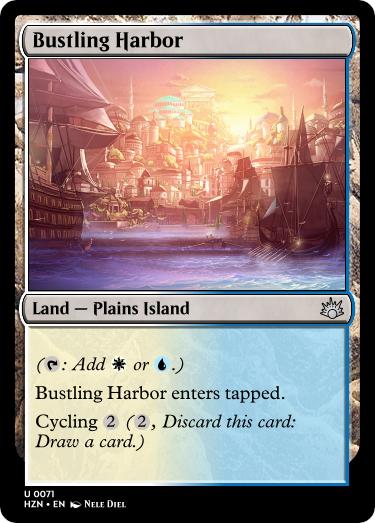 Bustling Harbor
Land — Plains Island
(: Add or .)
Bustling Harbor enters tapped.
Cycling 2 (2, Discard this card:
Draw a card.)
U 0071
HZN • EN NELE DIEL